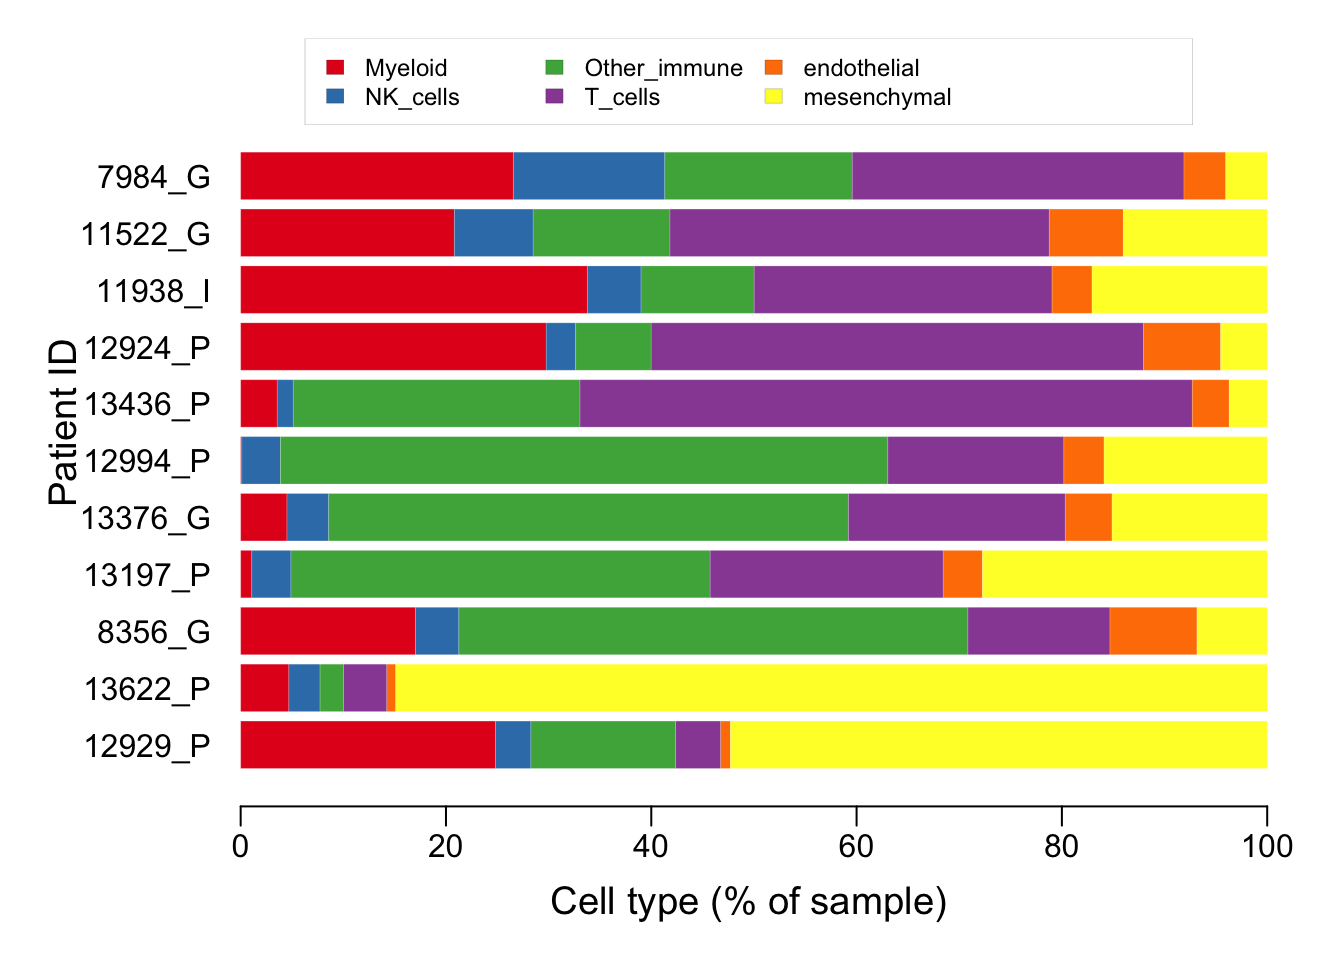 Myeloid Other_immune endothelial
NK_cells T_cells mesenchymal
Patient ID
7984_G
11522_G
11938_I
12924_P
13436_P
12994_P
13376_G
13197_P
8356_G
13622_P
12929_P
0 20 40 60 80 100
Cell type (% of sample)